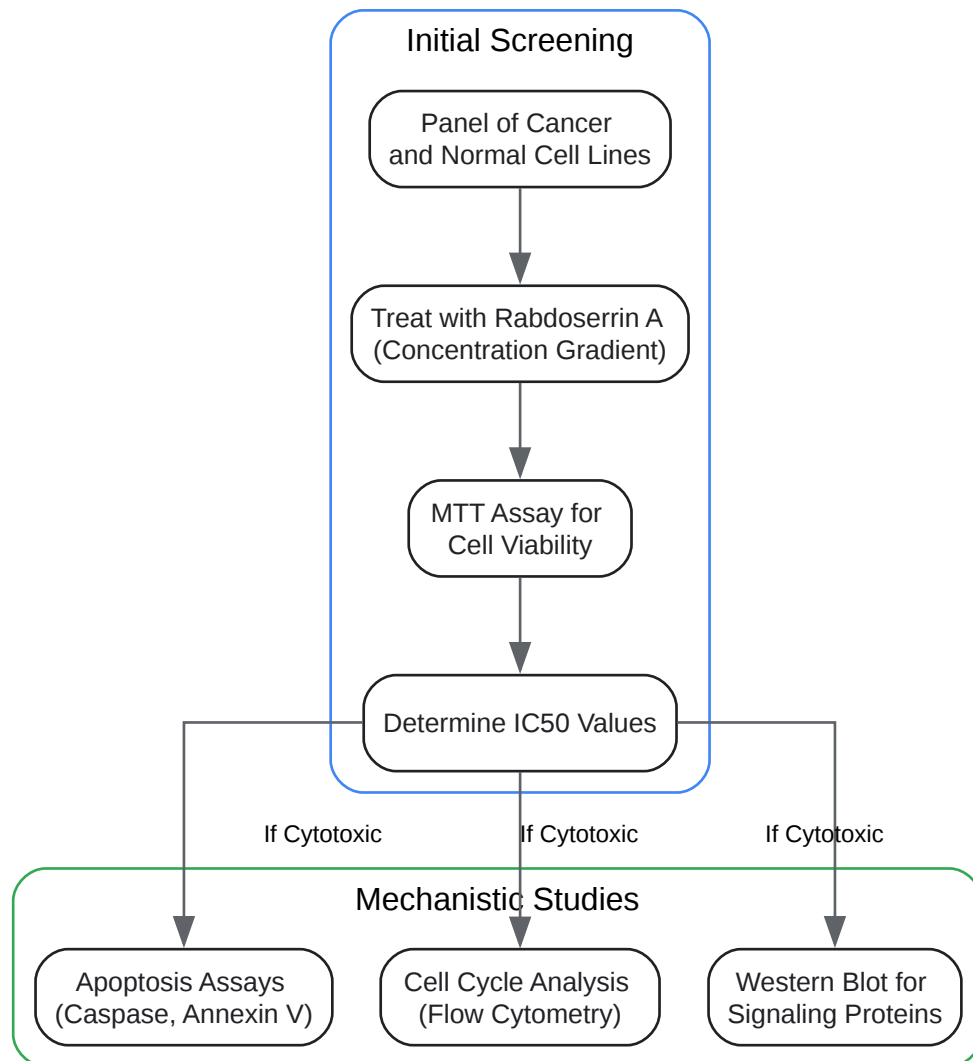 Initial Screening
Panel of Cancer
and Normal Cell Lines
Treat with Rabdoserrin A
(Concentration Gradient)
MTT Assay for
Cell Viability
Determine IC50 Values
If Cytotoxic
If Cytotoxic
If Cytotoxic
Mechanistic Studies
Apoptosis Assays
(Caspase, Annexin V)
Cell Cycle Analysis
(Flow Cytometry)
Western Blot for
Signaling Proteins